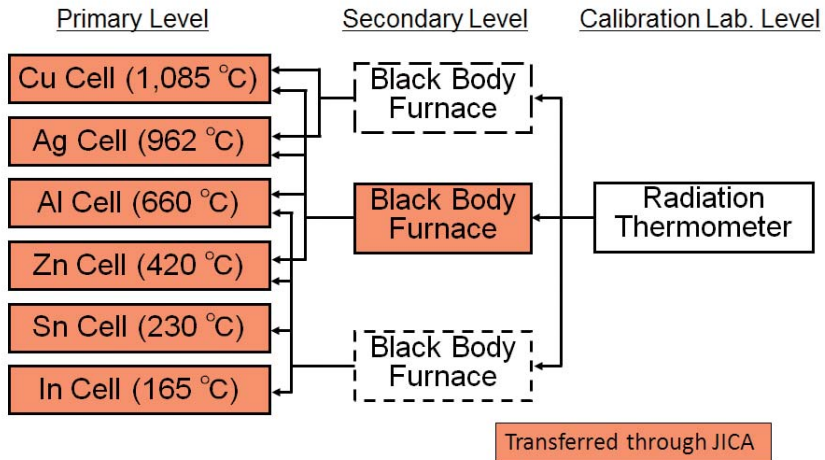 Primary Level
Secondary Level
Calibration Lab. Level
Cu Cell (1,085 ℃)
Ag Cell (962 ℃)
Al Cell (660 ℃)
Zn Cell (420 ℃)
Sn Cell (230 ℃)
In Cell (165 ℃)
Black Body
Furnace
Black Body
Furnace
Black Body
Furnace
Radiation
Thermometer
Transferred through JICA